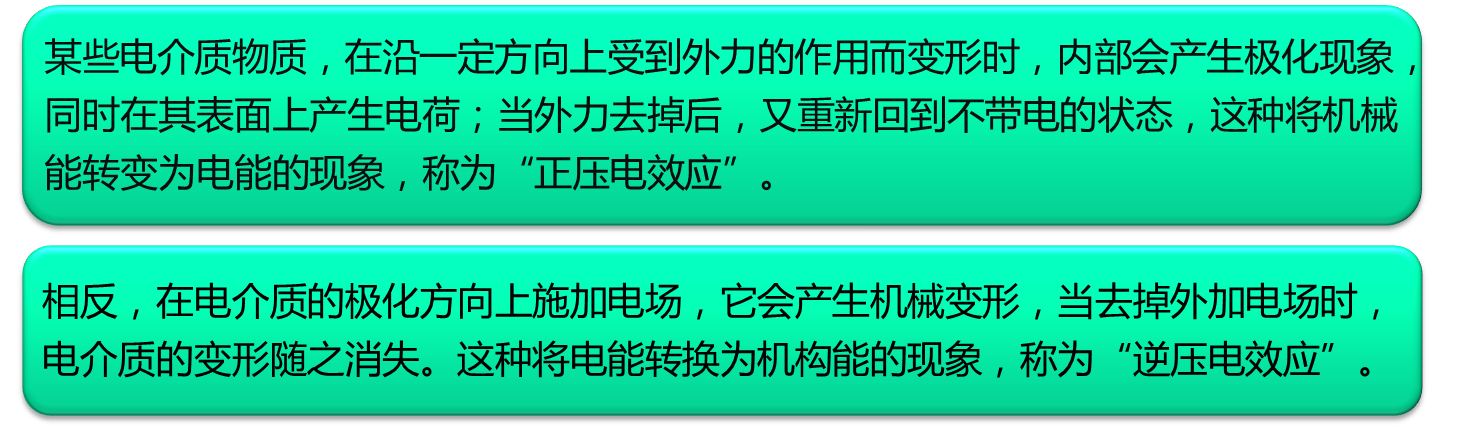 某些电介质物质，在沿一定方向上受到外力的作用而变形时，内部会产生极化现象，
同时在其表面上产生电荷；当外力去掉后，又重新回到不带电的状态，这种将机械
能转变为电能的现象，称为“正压电效应”。
相反，在电介质的极化方向上施加电场，它会产生机械变形，当去掉外加电场时，
电介质的变形随之消失。这种将电能转换为机构能的现象，称为“逆压电效应”。